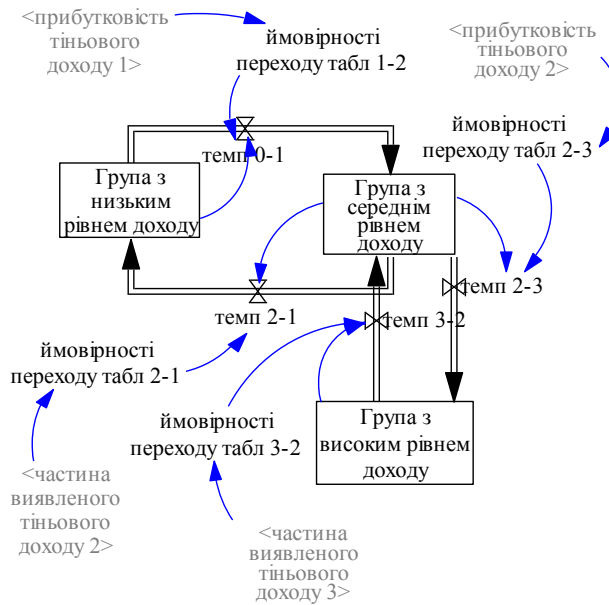 <прибутковість
тіньового
доходу 1>
ймовірності
переходу табл 1-2
<прибутковість
тіньового
доходу 2>
ймовірності
переходу табл 2-3
темп 0-1
Група з
низьким
рівнем доходу
Група з
середнім
рівнем
доходу
темп 2-3
темп 2-1
темп 3-2
ймовірності
переходу табл 2-1
ймовірності
переходу табл 3-2
Група з
високим рівнем
доходу
<частина
виявленого
тіньового
доходу 2>
<частина
виявленого
тіньового
доходу 3>